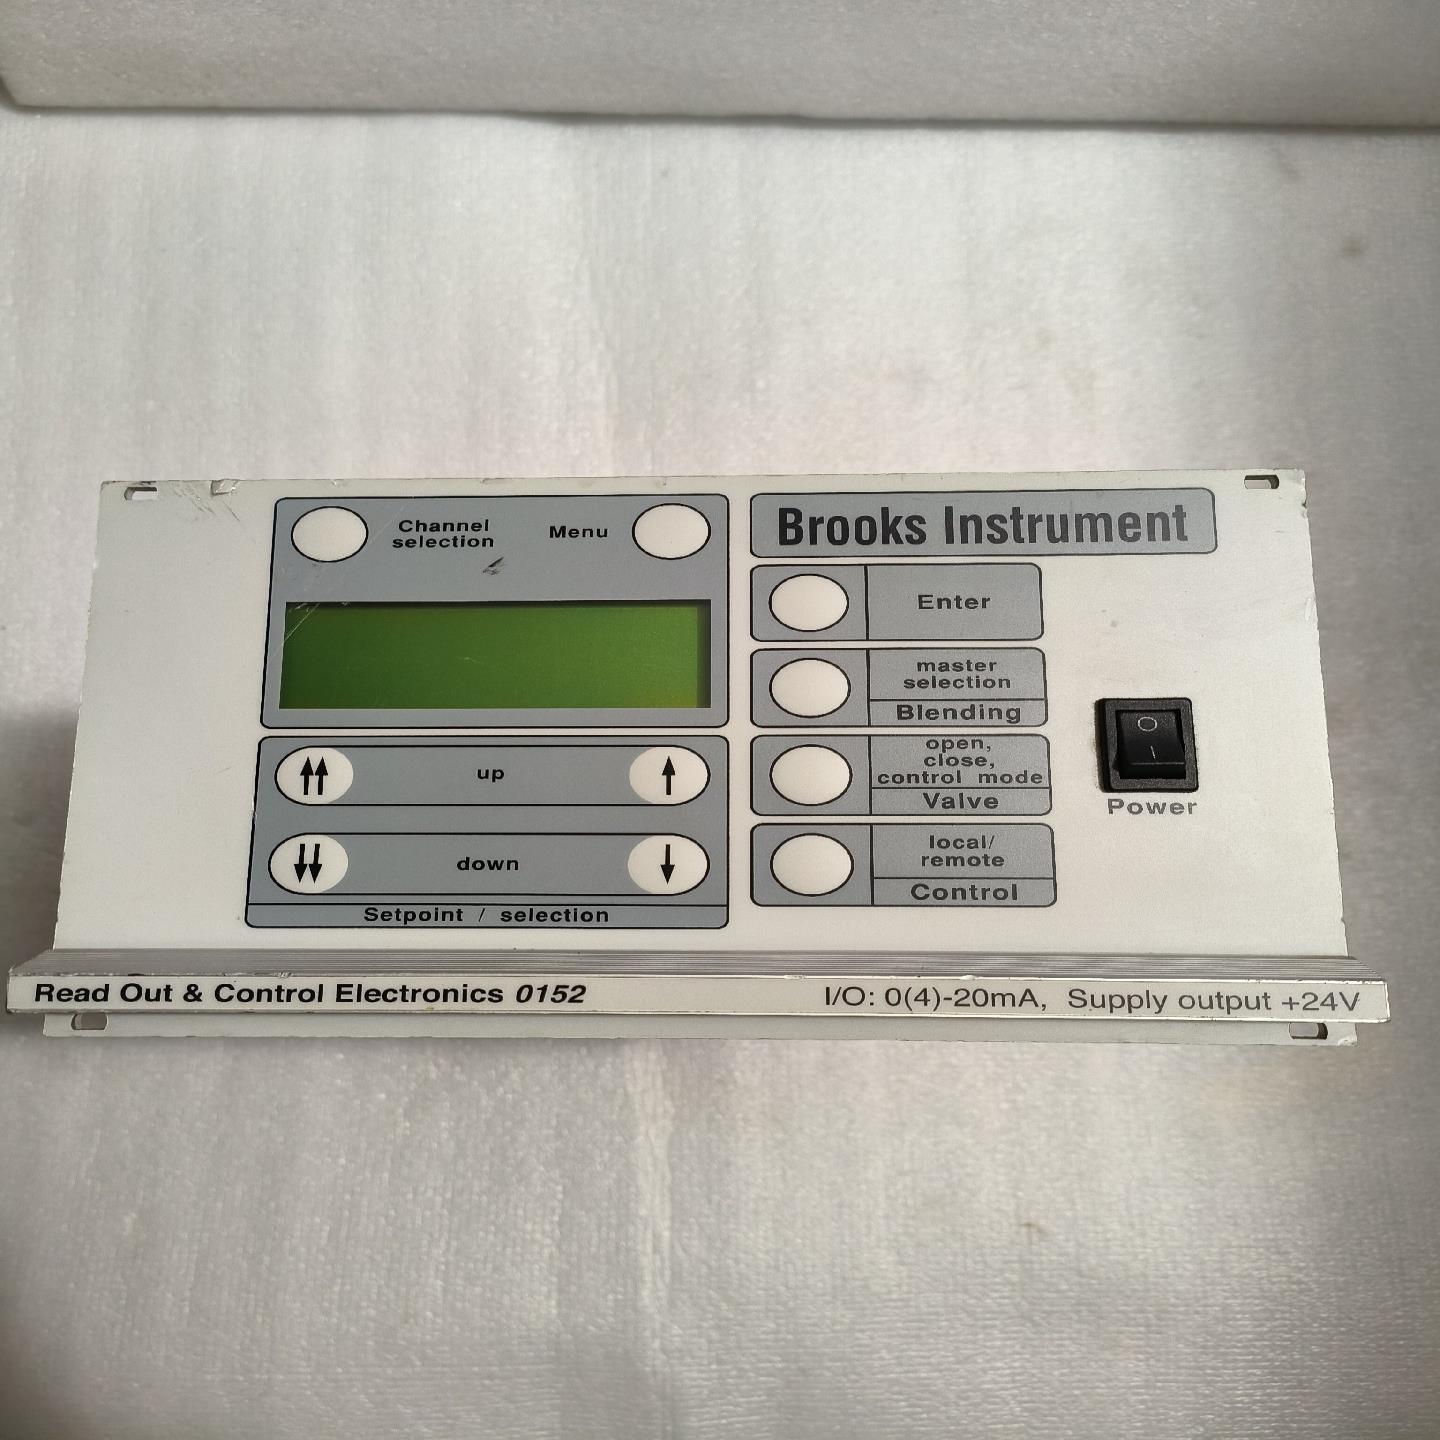 Channel
selection
Menu
Brooks Instrument
Enter
master
selection
Blending
open,
close,
control mode
Valve
local/
remote
Control
up
down
Setpoint / selection
O
I
Power
Read Out & Control Electronics 0152
I/O: 0(4)-20mA, Supply output +24V